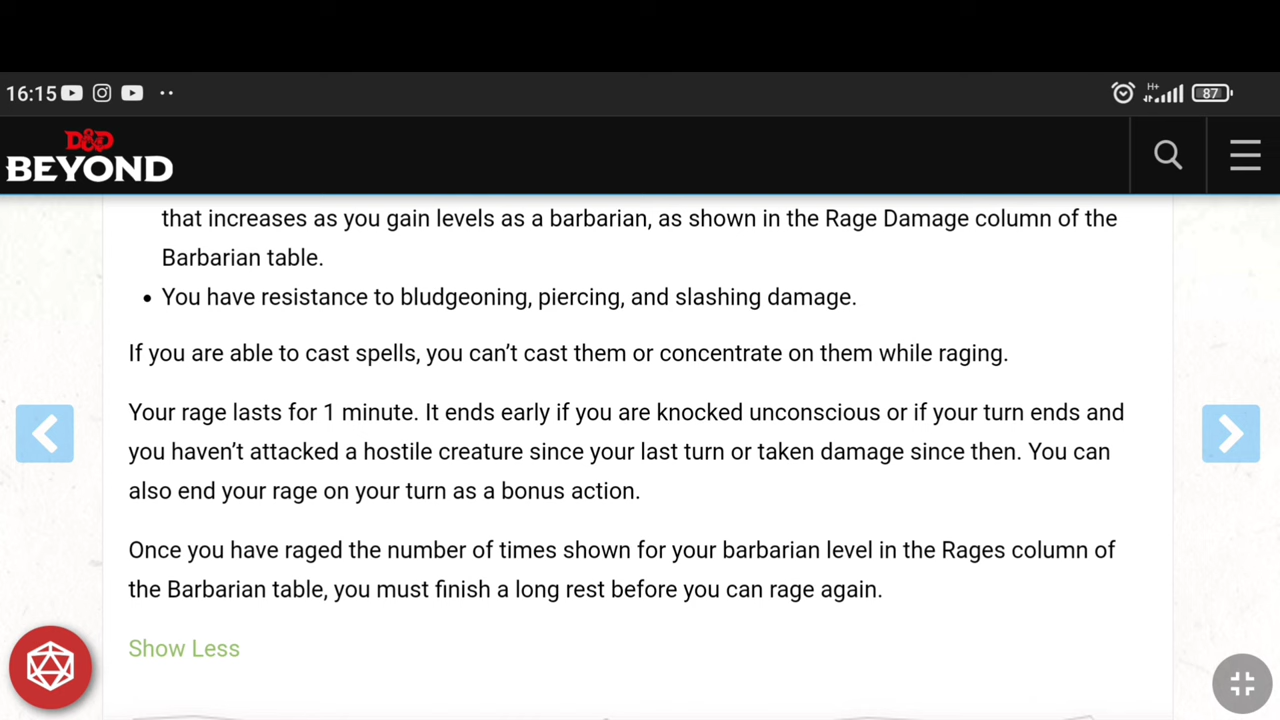 16:15
H+
87
D&D
BEYOND
that increases as you gain levels as a barbarian, as shown in the Rage Damage column of the
Barbarian table.
• You have resistance to bludgeoning, piercing, and slashing damage.
If you are able to cast spells, you can’t cast them or concentrate on them while raging.
Your rage lasts for 1 minute. It ends early if you are knocked unconscious or if your turn ends and
you haven’t attacked a hostile creature since your last turn or taken damage since then. You can
also end your rage on your turn as a bonus action.
Once you have raged the number of times shown for your barbarian level in the Rages column of
the Barbarian table, you must finish a long rest before you can rage again.
Show Less